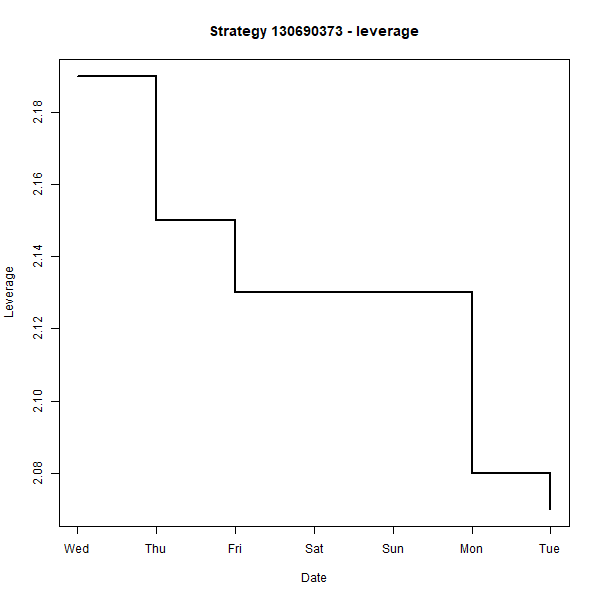 Strategy 130690373 - leverage
2.18
2.16
2.14
2.12
2.10
2.08
Leverage
Wed Thu Fri Sat Sun Mon Tue
Date